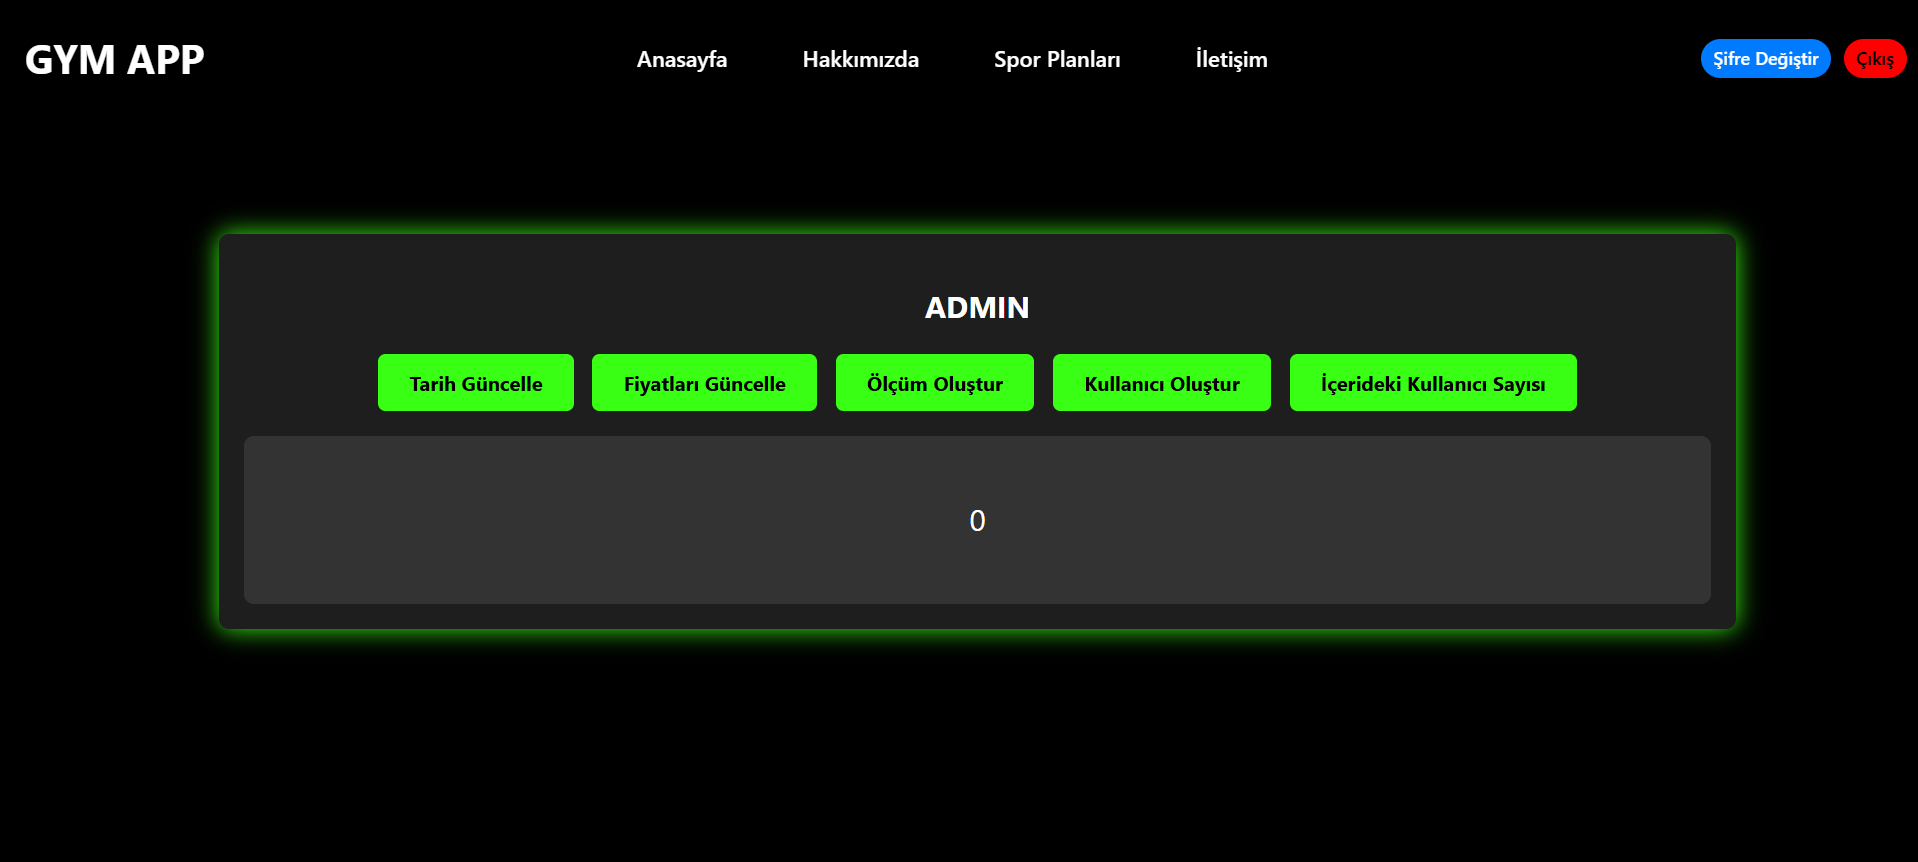 GYM APP
Anasayfa
Hakkımızda
Spor Planları
İletişim
Şifre Değiştir
Çıkış
ADMIN
Tarih Güncelle
Fiyatları Güncelle
Ölçüm Oluştur
Kullanıcı Oluştur
İçerideki Kullanıcı Sayısı
0